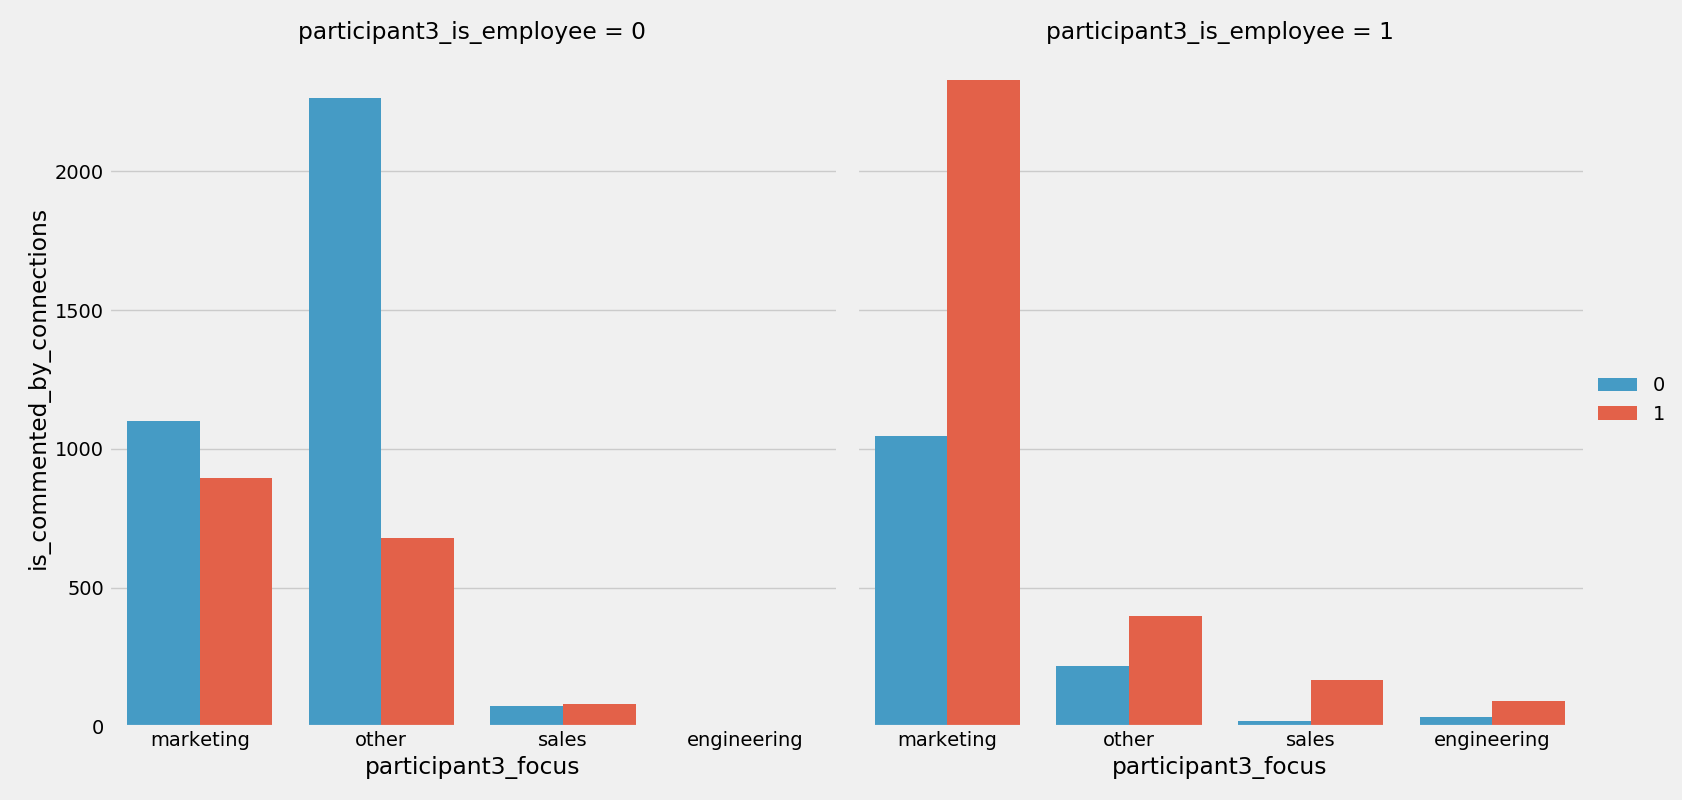 participant3_is_employee = 0
participant3_is_employee = 1
is_commented_by_connections
2000
1500
1000
500
0
marketing other sales engineering
marketing other sales engineering
participant3_focus
participant3_focus
0
1